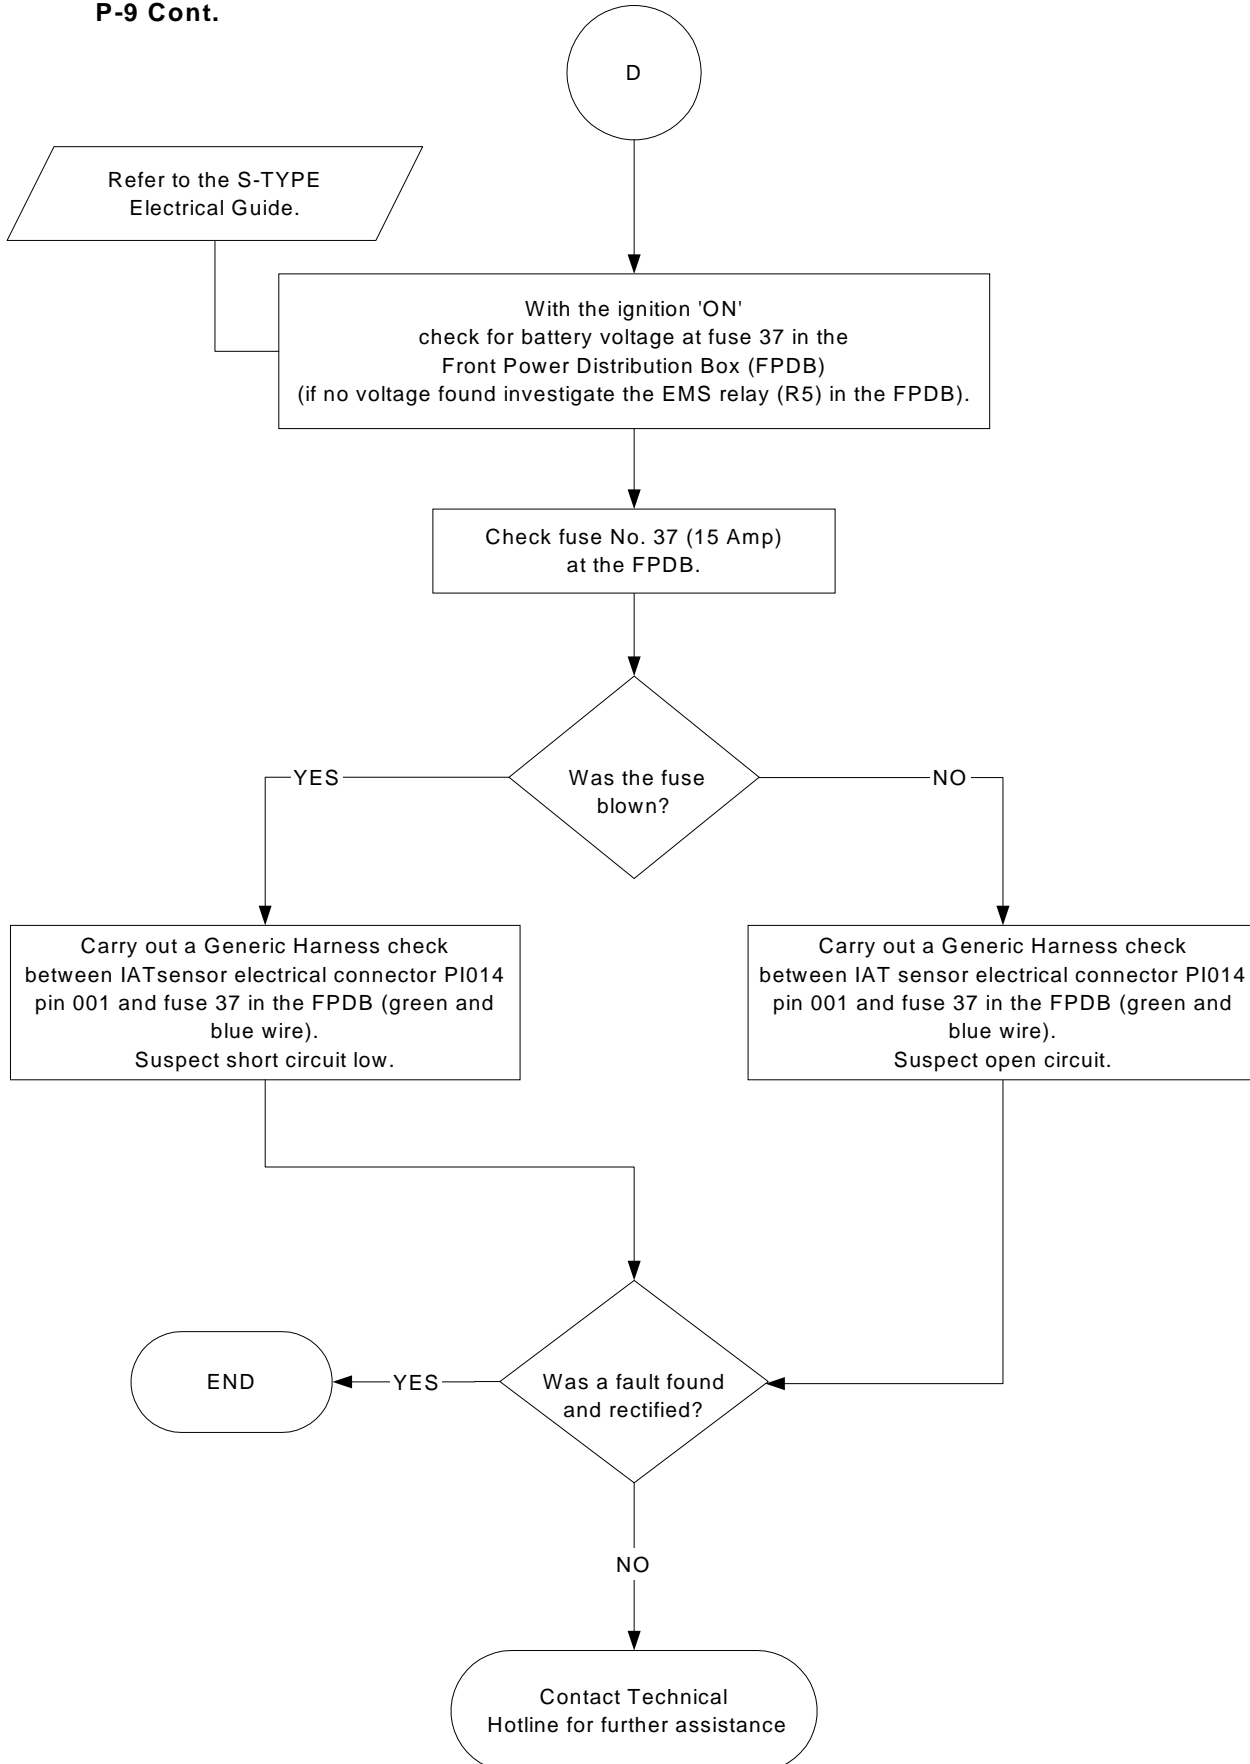 P-9 Cont.
D
Refer to the S-TYPE
Electrical Guide.
With the ignition 'ON'
check for battery voltage at fuse 37 in the
Front Power Distribution Box (FPDB)
(if no voltage found investigate the EMS relay (R5) in the FPDB).
Check fuse No. 37 (15 Amp)
at the FPDB.
Was the fuse
blown?
YES
NO
Carry out a Generic Harness check
between IATsensor electrical connector PI014
pin 001 and fuse 37 in the FPDB (green and
blue wire).
Suspect short circuit low.
Carry out a Generic Harness check
between IAT sensor electrical connector PI014
pin 001 and fuse 37 in the FPDB (green and
blue wire).
Suspect open circuit.
Was a fault found
and rectified?
YES
END
NO
Contact Technical
Hotline for further assistance